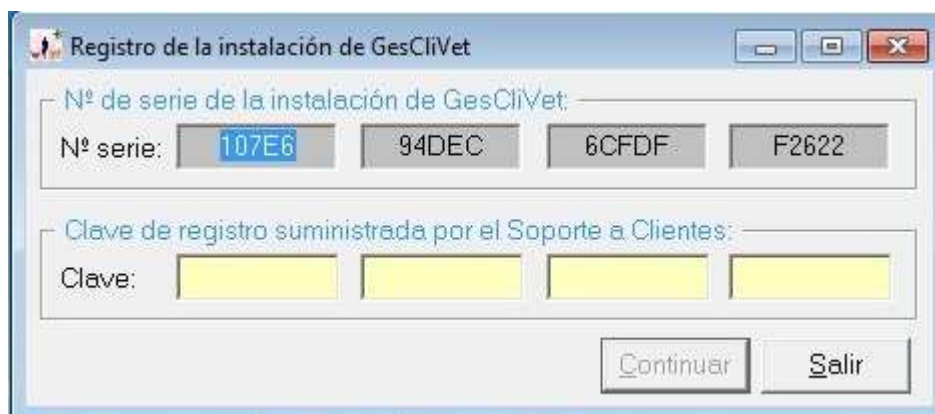 Registro de la instalación de GesCliVet
Nº de serie de la instalación de GesCliVet:
Nº serie: 107E6 94DEC 6CFDF F2622
Clave de registro suministrada por el Soporte a Clientes:
Clave:
Continuar Salir